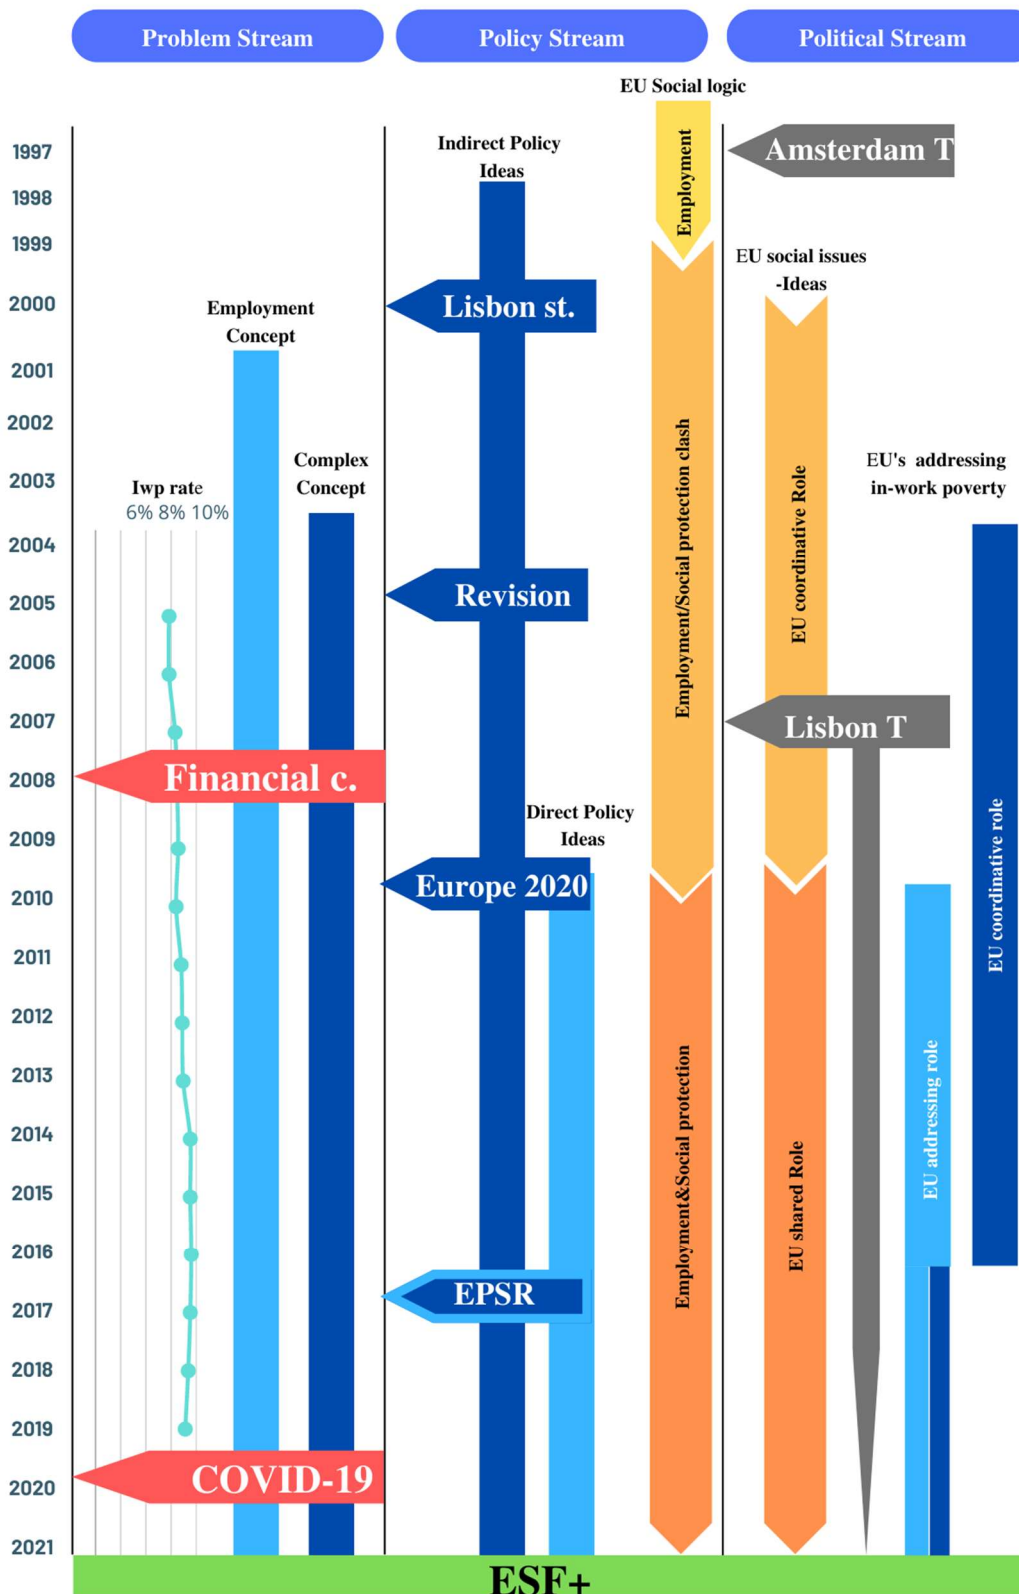 Problem Stream
Policy Stream
Political Stream
EU Social logic
1997
1998
1999
2000
2001
2002
2003
2004
2005
2006
2007
2008
2009
2010
2011
2012
2013
2014
2015
2016
2017
2018
2019
2020
2021
Employment
Concept
Complex
Concept
Iwp rate
6% 8% 10%
Financial c.
COVID-19
Indirect Policy
Ideas
Lisbon st.
Revision
Direct Policy
Ideas
Europe 2020
EPSR
Employment
Employment/Social protection clash
Employment&Social protection
Amsterdam T
EU social issues
-Ideas
EU coordinative Role
Lisbon T
EU shared Role
EU's addressing
in-work poverty
EU addressing role
EU coordinative role
ESF+